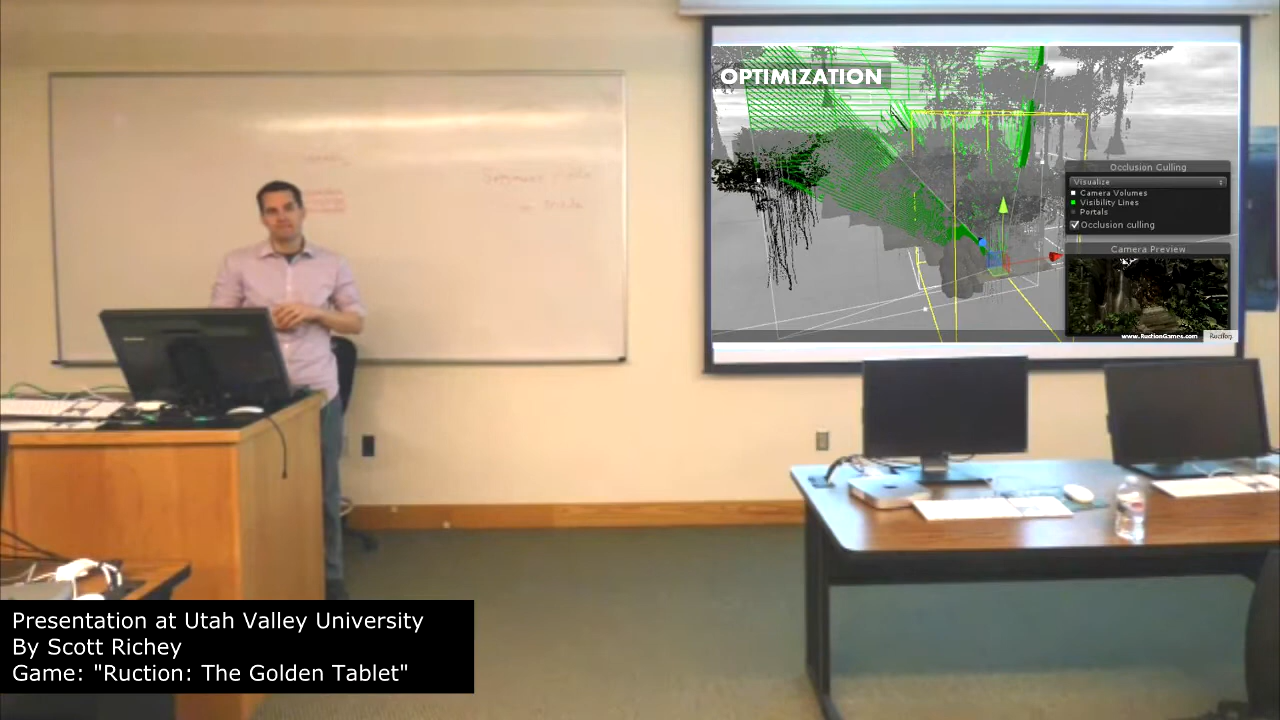 OPTIMIZATION
Occlusion Culling
Visualize
Camera Volumes
Visibility Lines
Portals
Occlusion culling
Camera Preview
www.RuctionGames.com
Presentation at Utah Valley University
By Scott Richey
Game: "Ruction: The Golden Tablet"